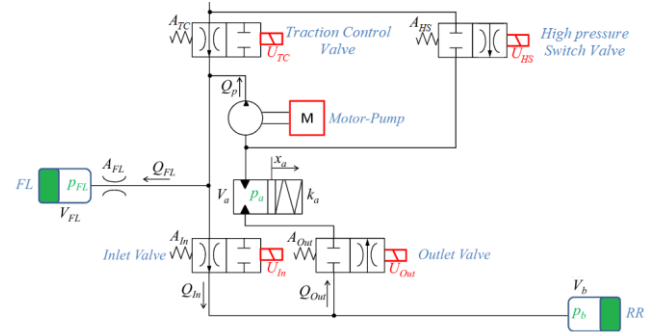 A_TC
Traction Control
Valve
U_TC
A_HS
High pressure
Switch Valve
U_HS
Q_p
M
Motor-Pump
x_a
A_FL
Q_FL
FL
p_FL
V_FL
V_a
p_a
k_a
A_In
Inlet Valve
U_In
A_Out
Outlet Valve
U_Out
Q_In
Q_Out
V_b
p_b
RR